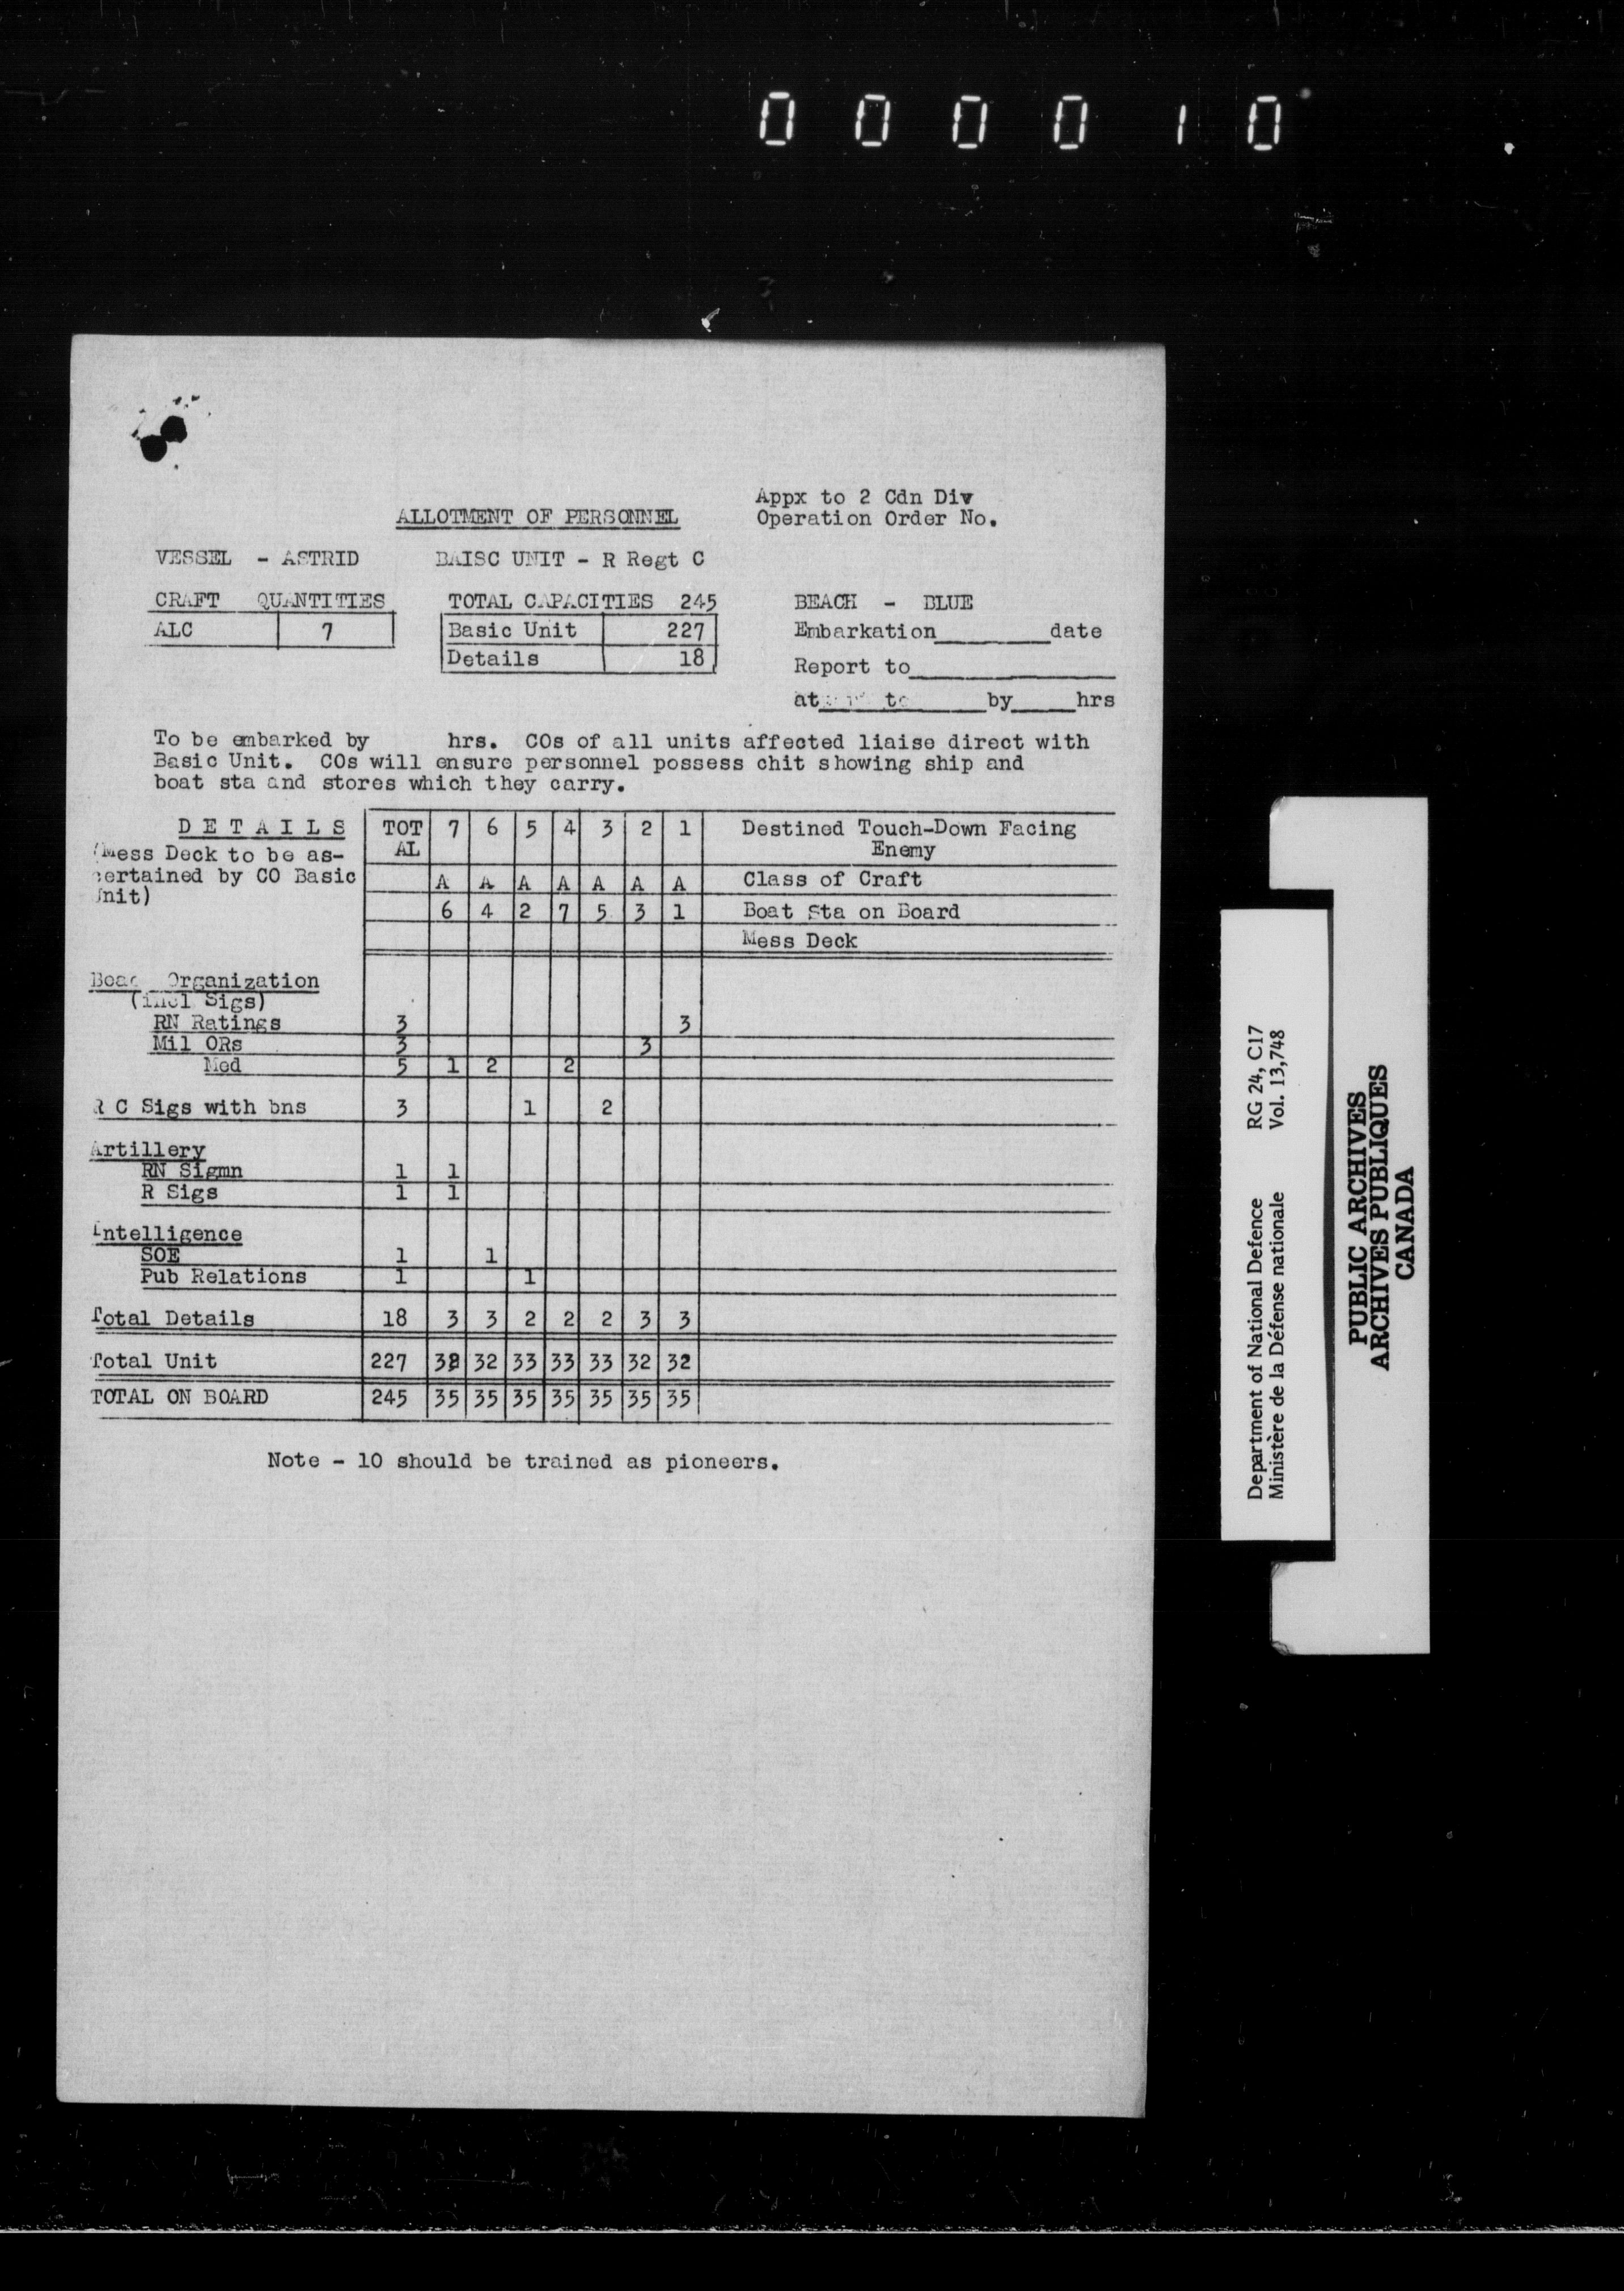 0 0 0 0 1 0
Appx to 2 Cdn Div
ALLOTMENT OF PERSONNEL Operation Order No.
VESSEL - ASTRID BAISC UNIT - R Regt C
CRAFT QUANTITIES TOTAL CAPACITIES 245 BEACH - BLUE
ALC 7 Basic Unit 227 Embarkation________date
Details 18 Report to
at to by hrs
To be embarked by hrs. COs of all units affected liaise direct with
Basic Unit. COs will ensure personnel possess chit showing ship and
boat sta and stores which they carry.
D E T A I L S TOT 7 6 5 4 3 2 1 Destined Touch-Down Facing
(Mess Deck to be as- AL Enemy
certained by CO Basic A A A A A A A Class of Craft
Unit) 6 4 2 7 5 3 1 Boat Sta on Board
Mess Deck
Organization
(incl Sigs)
RN Ratings 3 3
Mil ORs 3 3
Med 5 1 2 2
R C Sigs with bns 3 1 2
Artillery
RN Sigmn 1 1
R Sigs 1 1
Intelligence
SOE 1 1
Pub Relations 1 1
Total Details 18 3 3 2 2 2 3 3
Total Unit 227 32 32 33 33 33 32 32
TOTAL ON BOARD 245 35 35 35 35 35 35 35
Note - 10 should be trained as pioneers.
Department of National Defence RG 24, C17
Ministère de la Défense nationale Vol. 13,748
PUBLIC ARCHIVES
ARCHIVES PUBLIQUES
CANADA